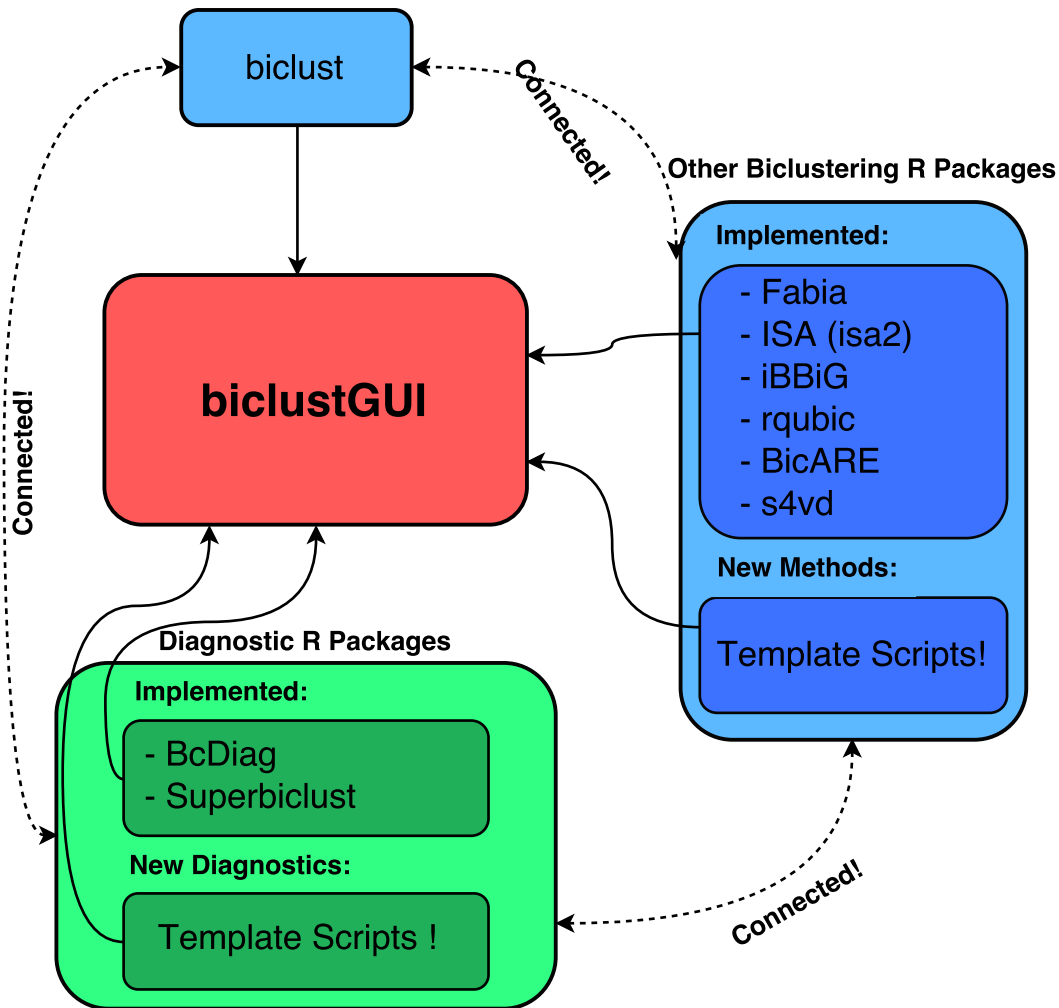 biclust
Connected!
Other Biclustering R Packages
Implemented:
- Fabia
- ISA (isa2)
- iBBiG
- rqubic
- BicARE
- s4vd
New Methods:
Template Scripts!
biclustGUI
Connected!
Diagnostic R Packages
Implemented:
- BcDiag
- Superbiclust
New Diagnostics:
Template Scripts !
Connected!